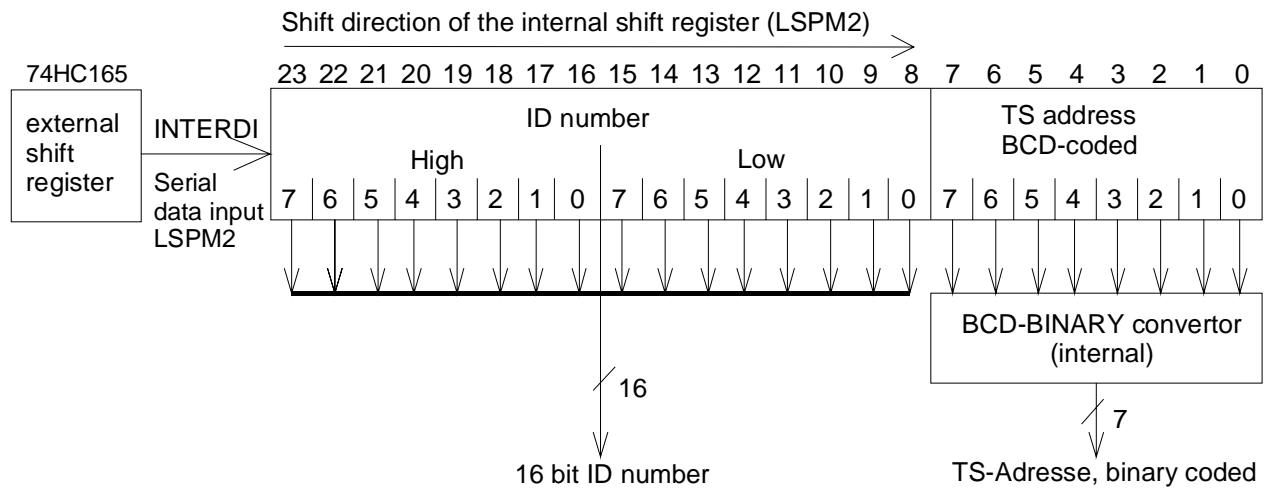 Shift direction of the internal shift register (LSPM2)
74HC165
23 22 21 20 19 18 17 16 15 14 13 12 11 10 9 8 7 6 5 4 3 2 1 0
external
shift
register
INTERDI
Serial
data input
LSPM2
ID number
High
Low
TS address
BCD-coded
7 6 5 4 3 2 1 0 7 6 5 4 3 2 1 0 7 6 5 4 3 2 1 0
BCD-BINARY convertor
(internal)
16
7
16 bit ID number
TS-Adresse, binary coded